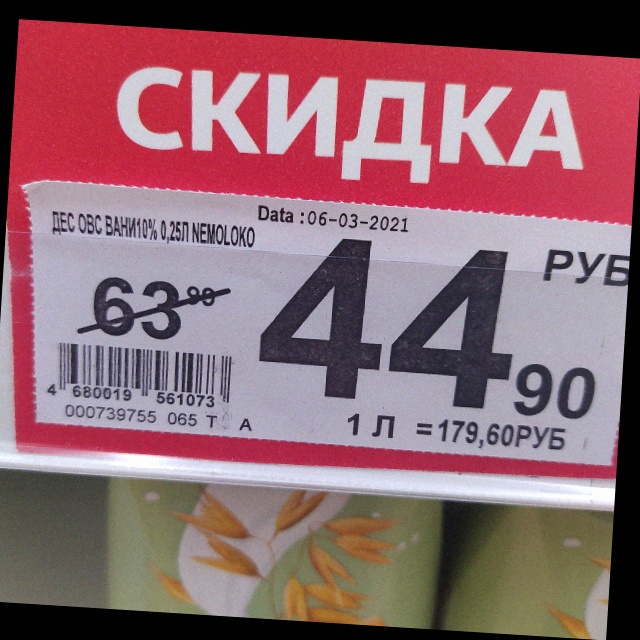 СКИДКА
Data : 06-03-2021
ДЕС ОВС ВАНИ10% 0,25Л NEMOLOKO
63 90
44 90 РУБ
4 680019 561073
000739755 065 Т А
1 Л =179,60РУБ